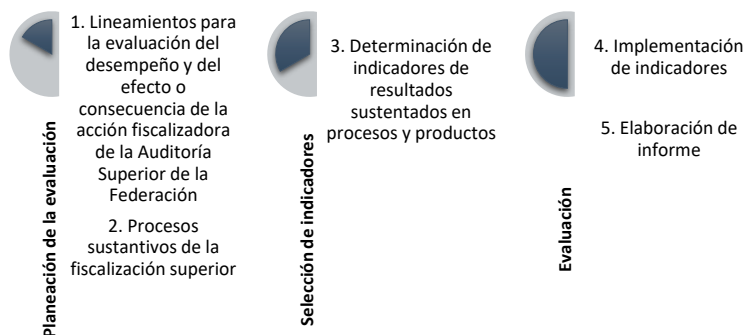 Planeación de la evaluación
1. Lineamientos para
la evaluación del
desempeño y del
efecto o
consecuencia de la
acción fiscalizadora
de la Auditoría
Superior de la
Federación
2. Procesos
sustantivos de la
fiscalización superior
Selección de indicadores
3. Determinación de
indicadores de
resultados
sustentados en
procesos y productos
Evaluación
4. Implementación
de indicadores
5. Elaboración de
informe